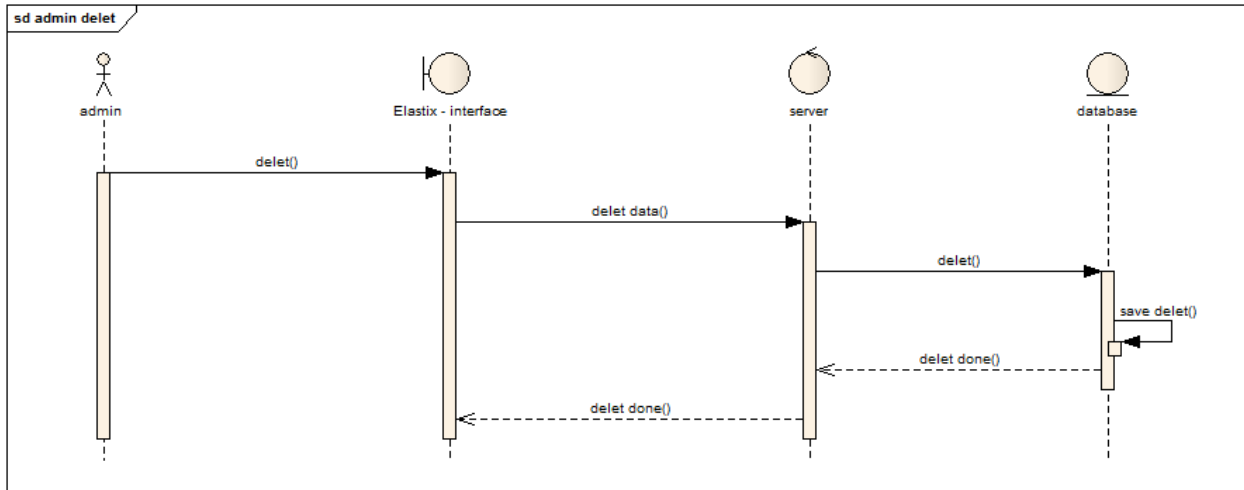 sd admin delet
admin
Elastix - interface
server
database
delet()
delet data()
delet()
save delet()
delet done()
delet done()